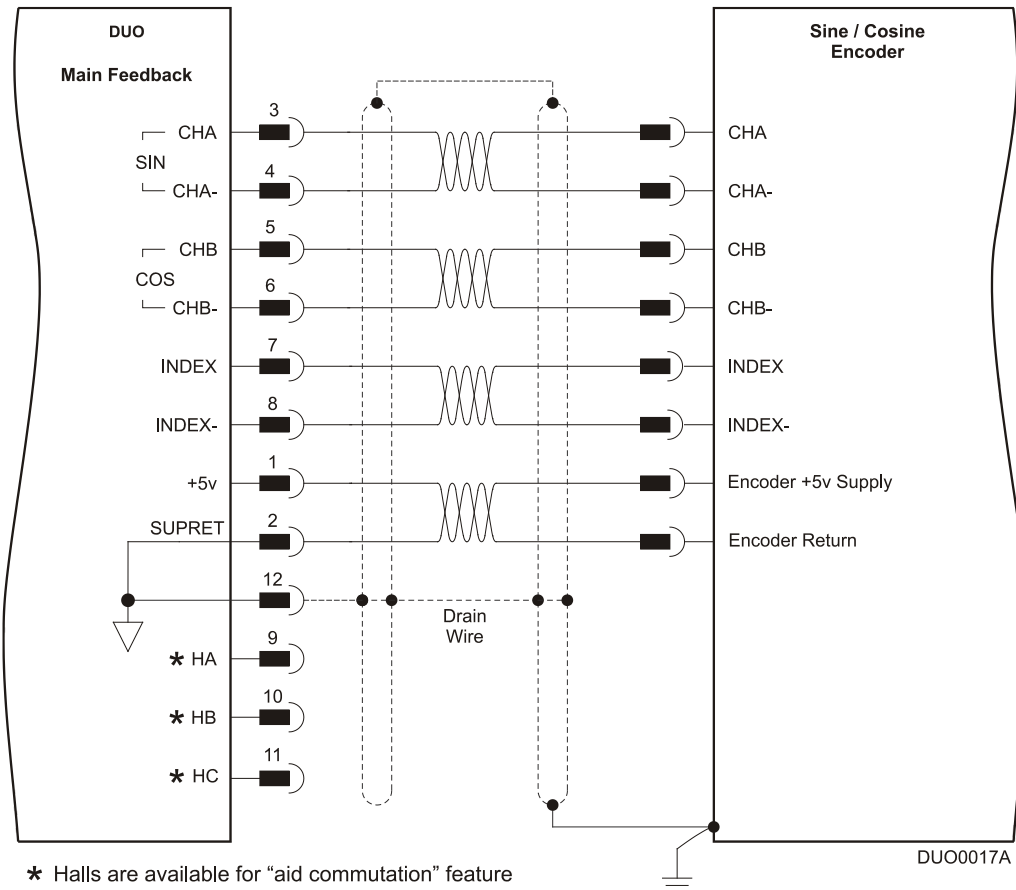 DUO
Main Feedback
Sine / Cosine
Encoder
3
CHA
CHA
SIN
4
CHA-
CHA-
5
CHB
CHB
COS
6
CHB-
CHB-
7
INDEX
INDEX
8
INDEX-
INDEX-
1
+5v
Encoder +5v Supply
SUPRET
2
Encoder Return
12
Drain
Wire
9
* HA
10
* HB
11
* HC
DUO0017A
* Halls are available for “aid commutation” feature